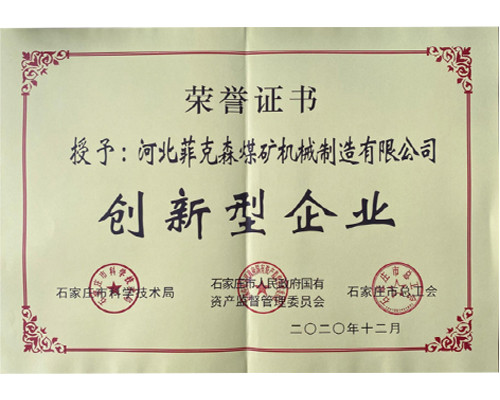 荣誉证书
授予：河北菲克森煤矿机械制造有限公司
创新型企业
石家庄市科学技术局
石家庄市人民政府国有
资产监督管理委员会
石家庄市总工会
二〇二〇年十二月